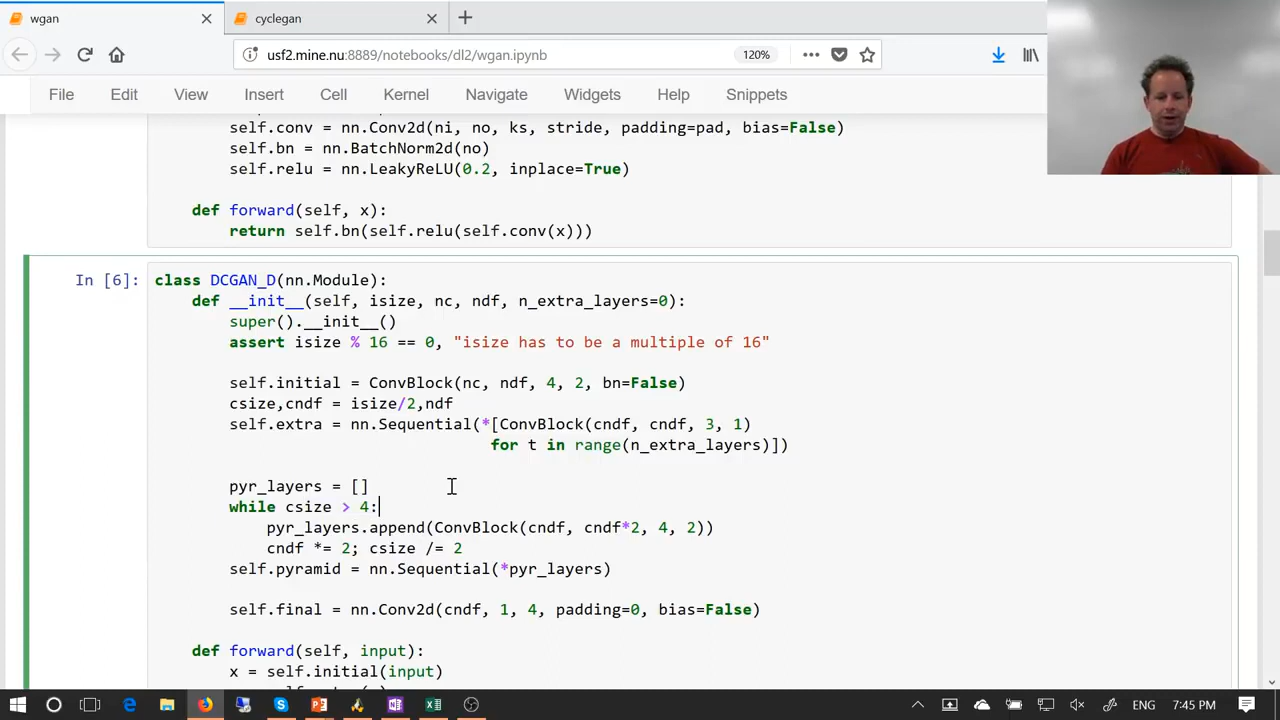 wgan
cyclegan
usf2.mine.nu:8889/notebooks/dl2/wgan.ipynb
120%
File Edit View Insert Cell Kernel Navigate Widgets Help Snippets
self.conv = nn.Conv2d(ni, no, ks, stride, padding=pad, bias=False)
self.bn = nn.BatchNorm2d(no)
self.relu = nn.LeakyReLU(0.2, inplace=True)
def forward(self, x):
return self.bn(self.relu(self.conv(x)))
In [6]:
class DCGAN_D(nn.Module):
def __init__(self, isize, nc, ndf, n_extra_layers=0):
super().__init__()
assert isize % 16 == 0, "isize has to be a multiple of 16"
self.initial = ConvBlock(nc, ndf, 4, 2, bn=False)
csize,cndf = isize/2,ndf
self.extra = nn.Sequential(*[ConvBlock(cndf, cndf, 3, 1)
for t in range(n_extra_layers)])
pyr_layers = []
while csize > 4:
pyr_layers.append(ConvBlock(cndf, cndf*2, 4, 2))
cndf *= 2; csize /= 2
self.pyramid = nn.Sequential(*pyr_layers)
self.final = nn.Conv2d(cndf, 1, 4, padding=0, bias=False)
def forward(self, input):
x = self.initial(input)
ENG
7:45 PM